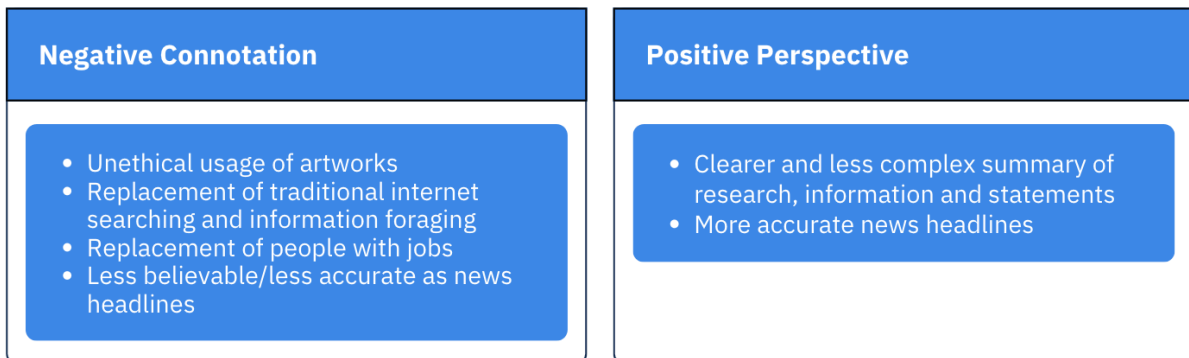 Negative Connotation
• Unethical usage of artworks
• Replacement of traditional internet
searching and information foraging
• Replacement of people with jobs
• Less believable/less accurate as news
headlines
Positive Perspective
• Clearer and less complex summary of
research, information and statements
• More accurate news headlines